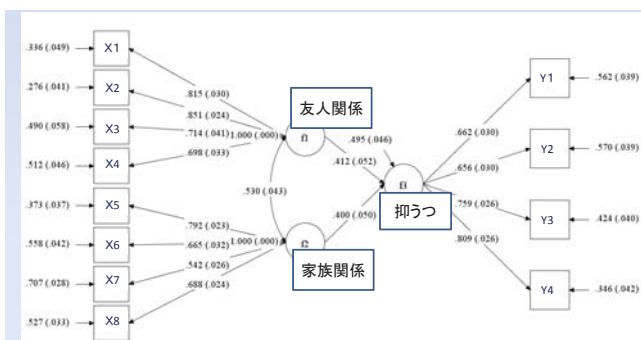 .336 (.049)
X1
.276 (.041)
X2
.490 (.058)
X3
.512 (.046)
X4
.373 (.037)
X5
.558 (.042)
X6
.707 (.028)
X7
.527 (.033)
X8
.815 (.030)
.851 (.024)
.714 (.041)
.698 (.033)
1.000 (.000)
友人関係
f1
.530 (.043)
.792 (.023)
.665 (.032)
.542 (.026)
.688 (.024)
1.000 (.000)
f2
家族関係
.495 (.046)
.412 (.052)
.400 (.050)
f3
抑うつ
.662 (.030)
.656 (.030)
.759 (.026)
.809 (.026)
Y1
.562 (.039)
Y2
.570 (.039)
Y3
.424 (.040)
Y4
.346 (.042)